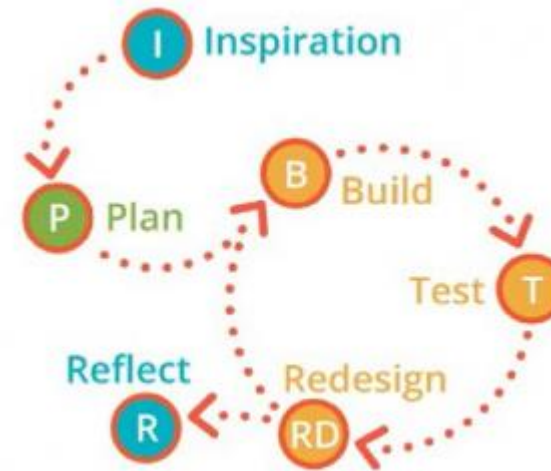 I Inspiration
P Plan
B
Build
Test T
Redesign
RD
Reflect
R